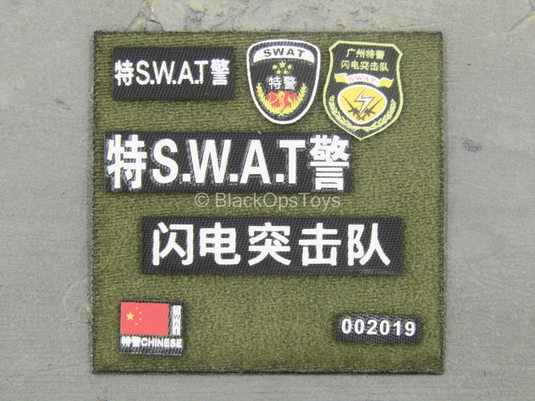 特S.W.A.T警
SWAT
特警
广州特警
闪电突击队
SWAT
特S.W.A.T警
© BlackOpsToys
闪电突击队
特警CHINESE
002019